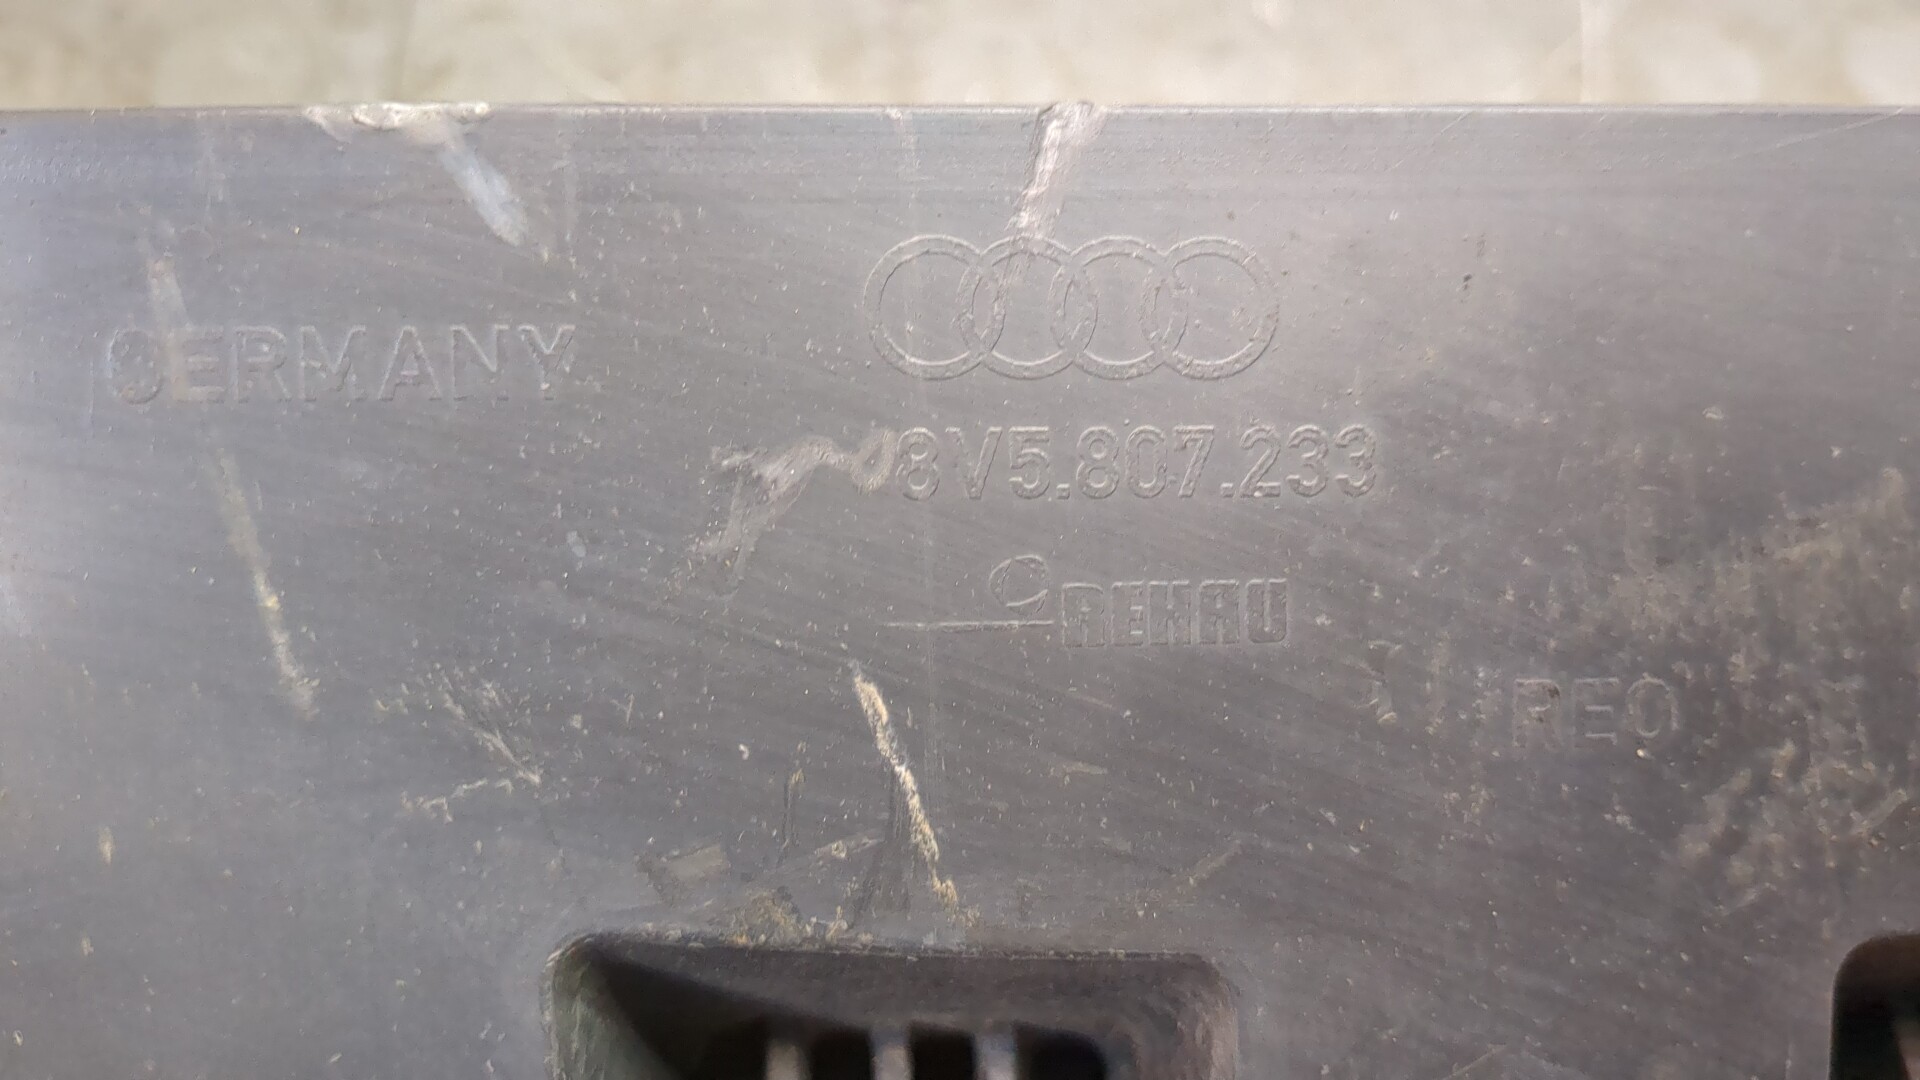 GERMANY
8V5.807.233
REHAU
REO